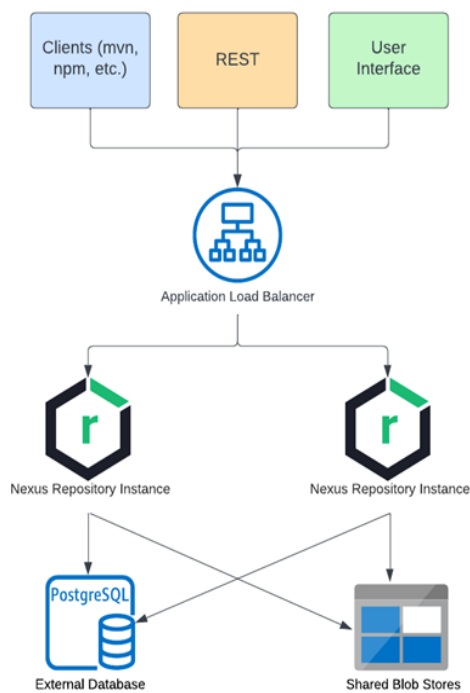 Clients (mvn,
npm, etc.)
REST
User
Interface
Application Load Balancer
r
r
Nexus Repository Instance
Nexus Repository Instance
PostgreSQL
External Database
Shared Blob Stores